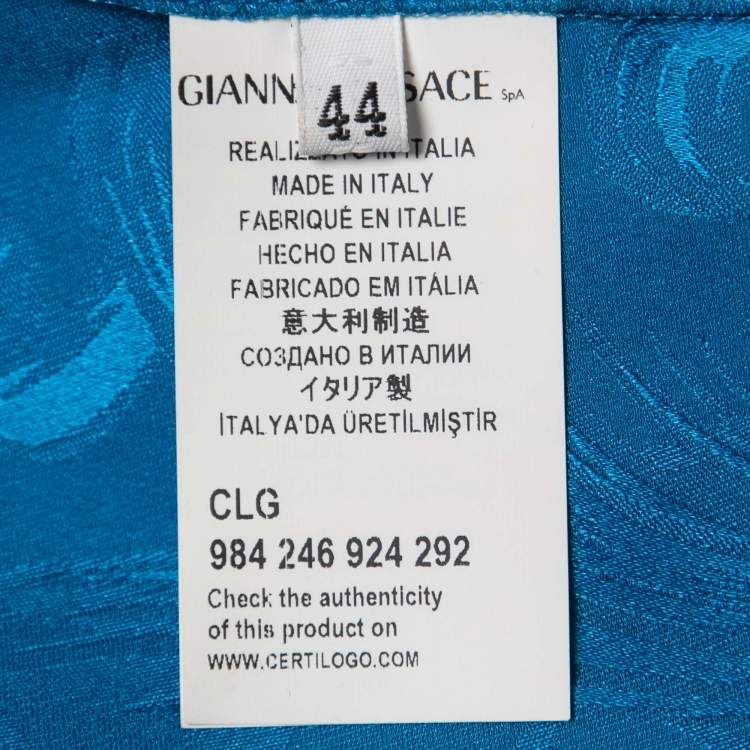 GIANN SACE SpA
44
REALIZZATO IN ITALIA
MADE IN ITALY
FABRIQUÉ EN ITALIE
HECHO EN ITALIA
FABRICADO EM ITÁLIA
意大利制造
СОЗДАНО В ИТАЛИИ
イタリア製
İTALYA'DA ÜRETİLMİŞTİR
CLG
984 246 924 292
Check the authenticity
of this product on
WWW.CERTILOGO.COM